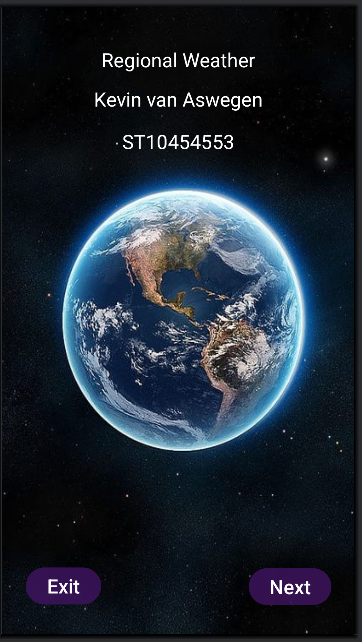 Regional Weather
Kevin van Aswegen
ST10454553
Exit
Next